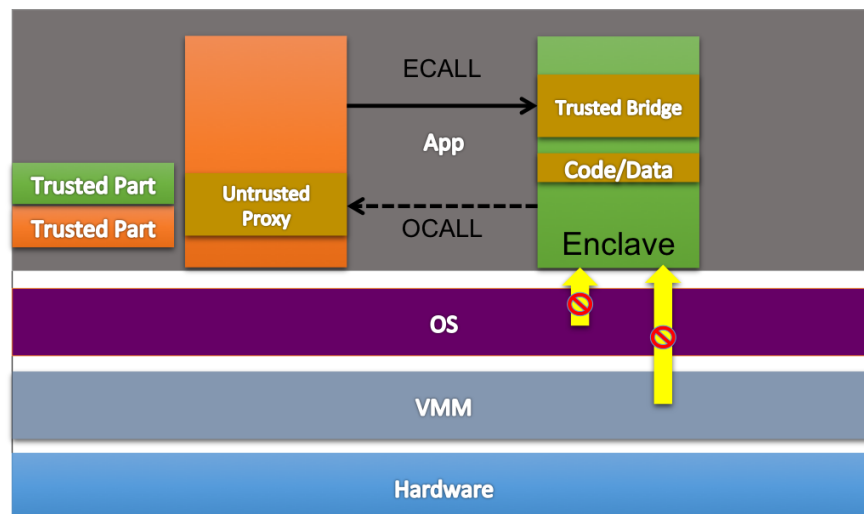 ECALL
Trusted Bridge
App
Code/Data
Trusted Part
Untrusted
Proxy
Trusted Part
OCALL
Enclave
OS
VMM
Hardware